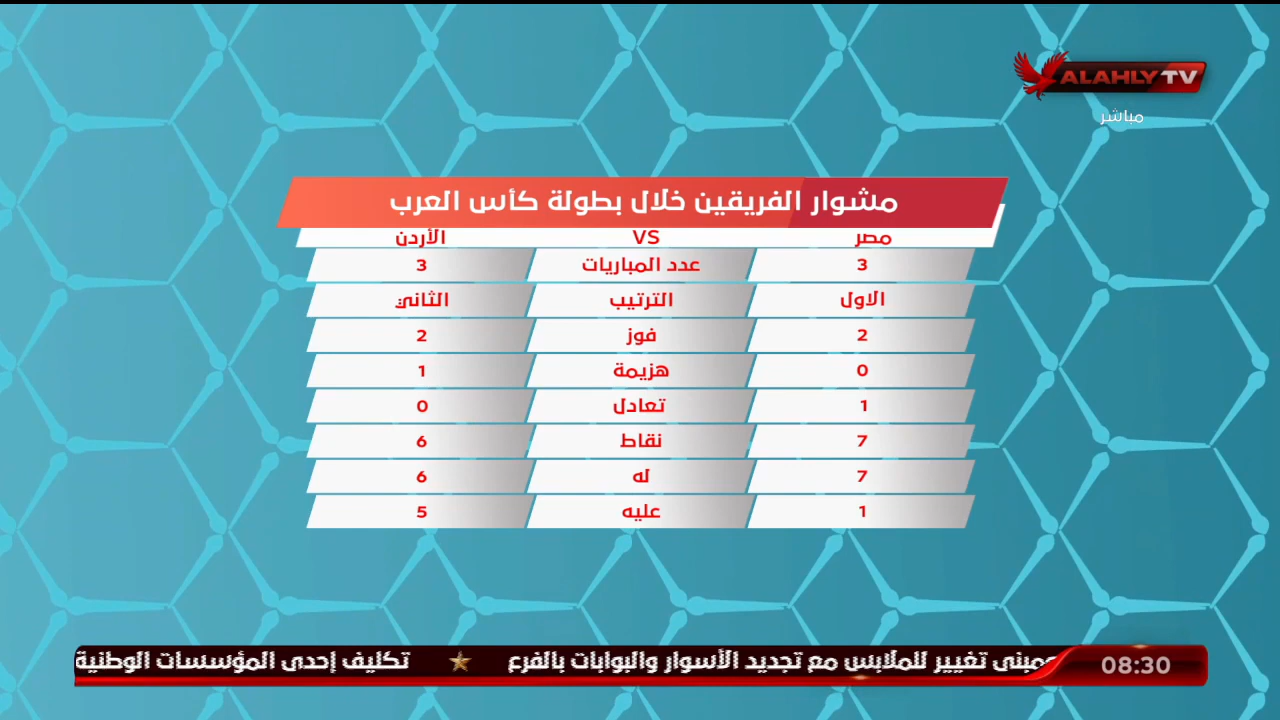 ALAHLY TV
مباشر
مشوار الفريقين خلال بطولة كأس العرب
مصر VS الأردن
3 عدد المباريات 3
الاول الترتيب الثاني
2 فوز 2
0 هزيمة 1
1 تعادل 0
7 نقاط 6
7 له 6
1 عليه 5
08:30
ومبنى تغيير للملابس مع تجديد الأسوار والبوابات بالفرع تكليف إحدى المؤسسات الوطنية